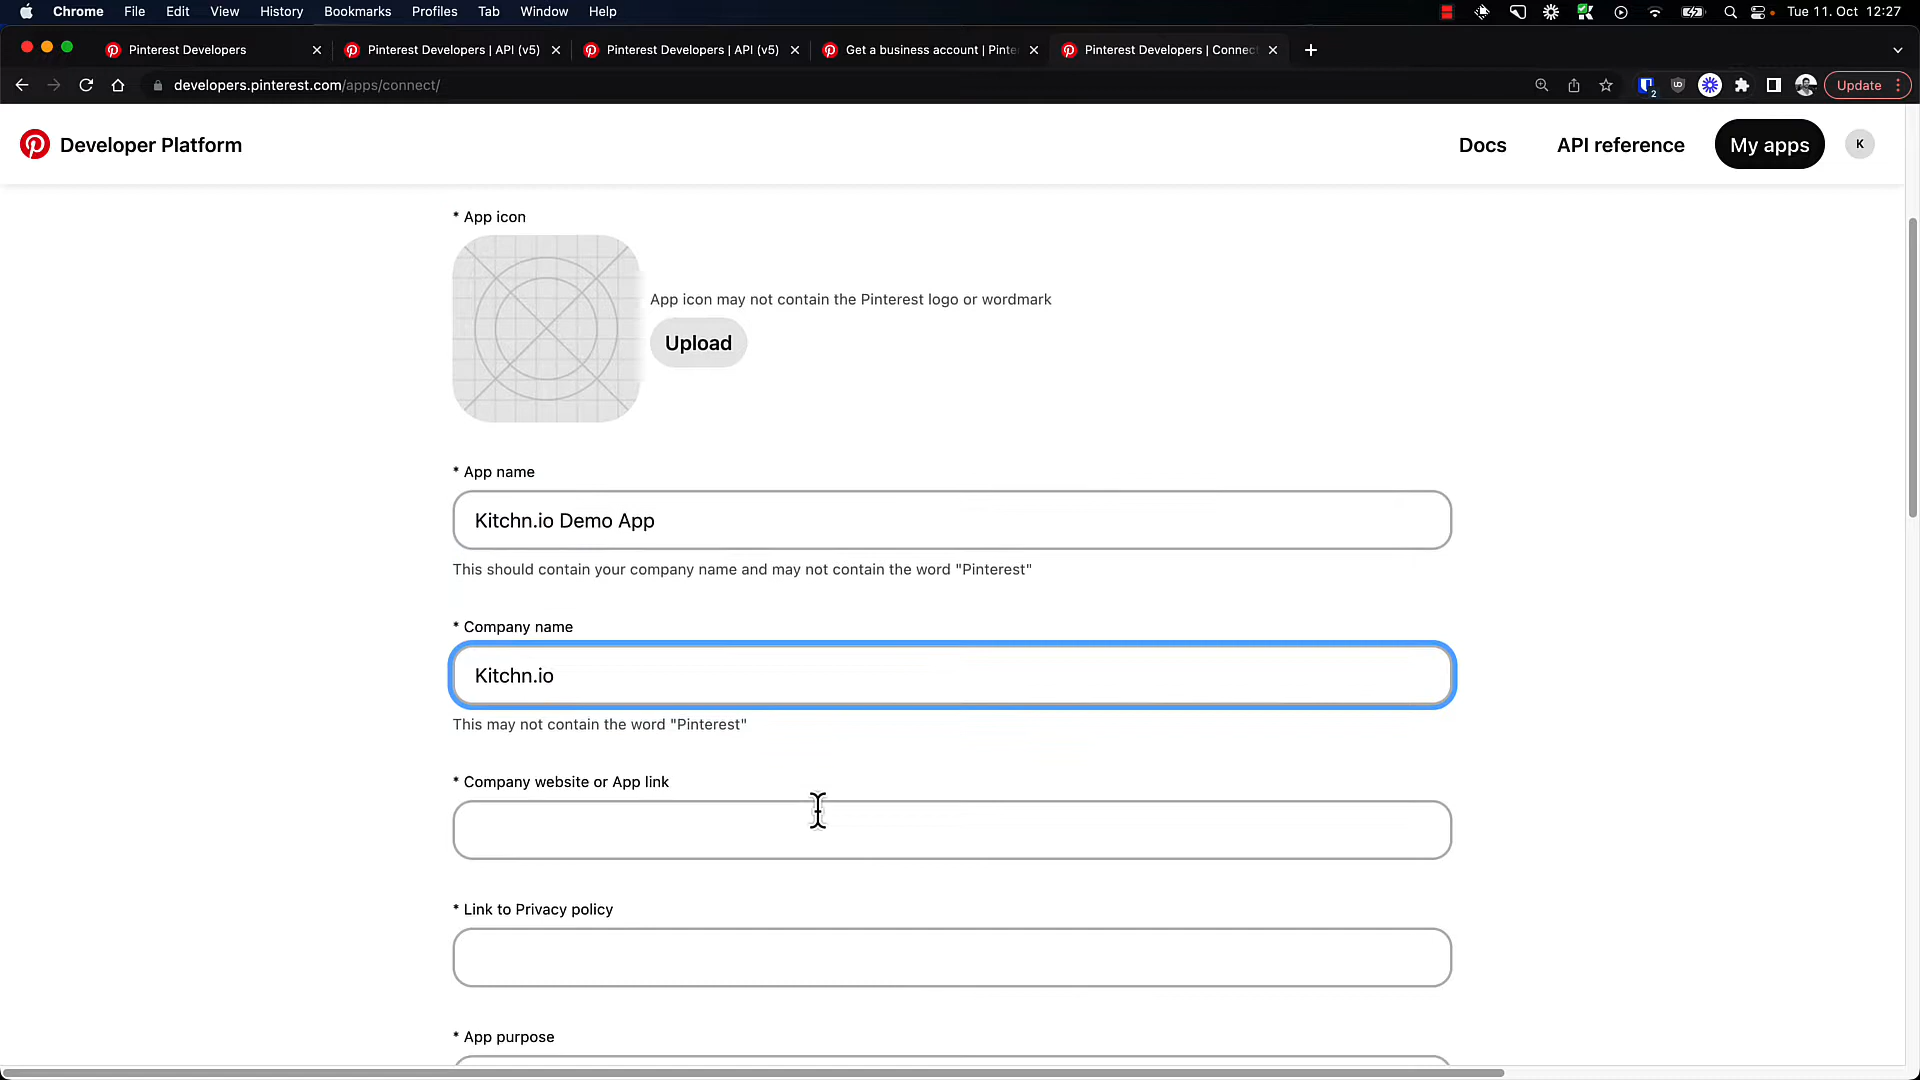 Chrome File Edit View History Bookmarks Profiles Tab Window Help Tue 11. Oct 12:27
Pinterest Developers Pinterest Developers | API (v5) Pinterest Developers | API (v5) Get a business account | Pinte Pinterest Developers | Connec
developers.pinterest.com/apps/connect/ 2 Update
Developer Platform Docs API reference My apps K
* App icon
App icon may not contain the Pinterest logo or wordmark
Upload
* App name
Kitchn.io Demo App
This should contain your company name and may not contain the word "Pinterest"
* Company name
Kitchn.io
This may not contain the word "Pinterest"
* Company website or App link
* Link to Privacy policy
* App purpose